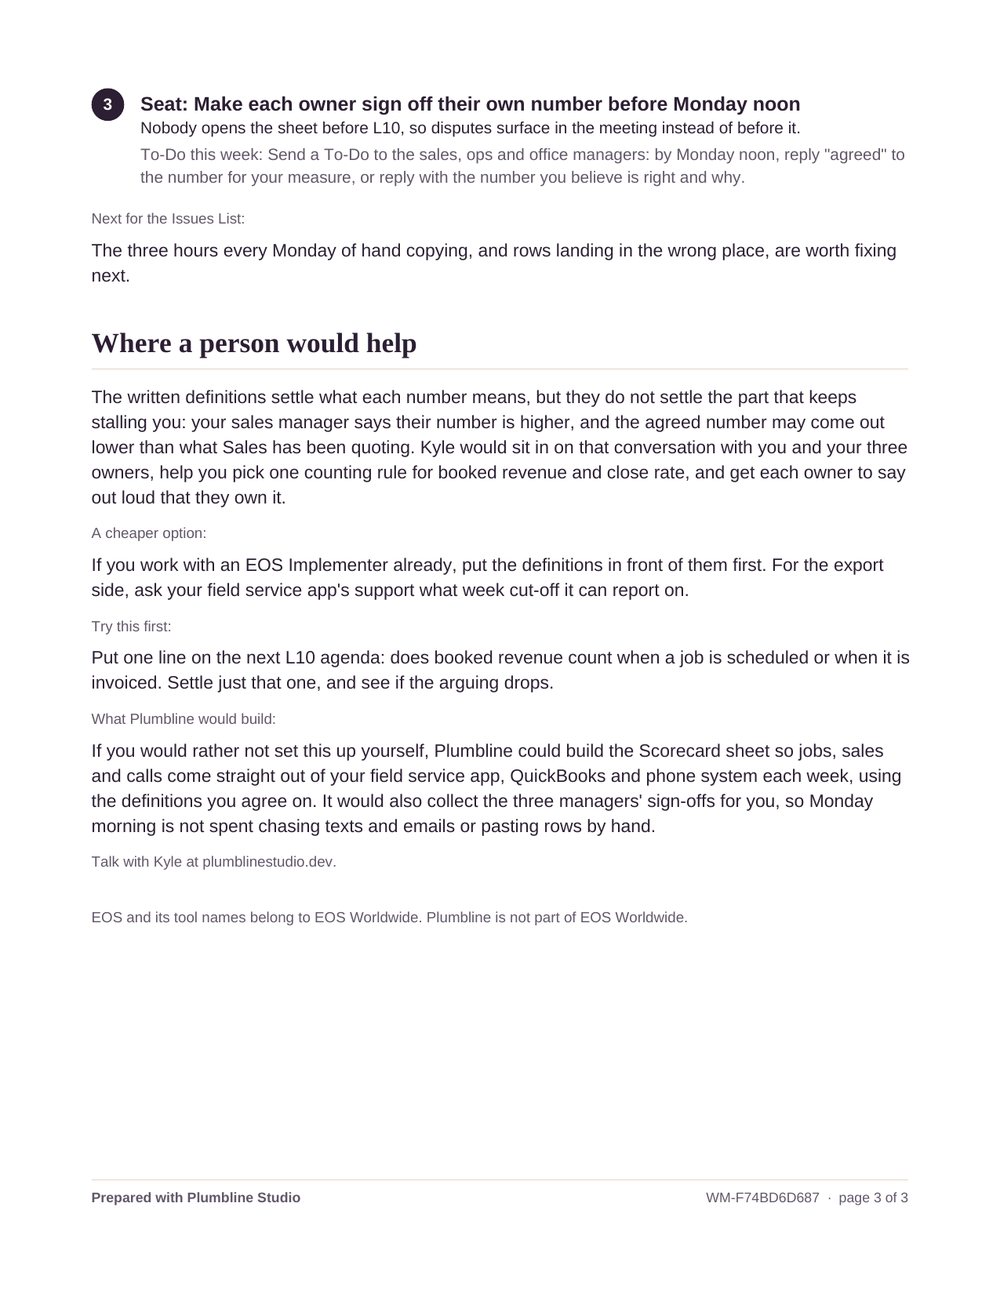 3
Seat: Make each owner sign off their own number before Monday noon
Nobody opens the sheet before L10, so disputes surface in the meeting instead of before it.
To-Do this week: Send a To-Do to the sales, ops and office managers: by Monday noon, reply "agreed" to
the number for your measure, or reply with the number you believe is right and why.
Next for the Issues List:
The three hours every Monday of hand copying, and rows landing in the wrong place, are worth fixing
next.
Where a person would help
The written definitions settle what each number means, but they do not settle the part that keeps
stalling you: your sales manager says their number is higher, and the agreed number may come out
lower than what Sales has been quoting. Kyle would sit in on that conversation with you and your three
owners, help you pick one counting rule for booked revenue and close rate, and get each owner to say
out loud that they own it.
A cheaper option:
If you work with an EOS Implementer already, put the definitions in front of them first. For the export
side, ask your field service app's support what week cut-off it can report on.
Try this first:
Put one line on the next L10 agenda: does booked revenue count when a job is scheduled or when it is
invoiced. Settle just that one, and see if the arguing drops.
What Plumbline would build:
If you would rather not set this up yourself, Plumbline could build the Scorecard sheet so jobs, sales
and calls come straight out of your field service app, QuickBooks and phone system each week, using
the definitions you agree on. It would also collect the three managers' sign-offs for you, so Monday
morning is not spent chasing texts and emails or pasting rows by hand.
Talk with Kyle at plumblinestudio.dev.
EOS and its tool names belong to EOS Worldwide. Plumbline is not part of EOS Worldwide.
Prepared with Plumbline Studio
WM-F74BD6D687 · page 3 of 3